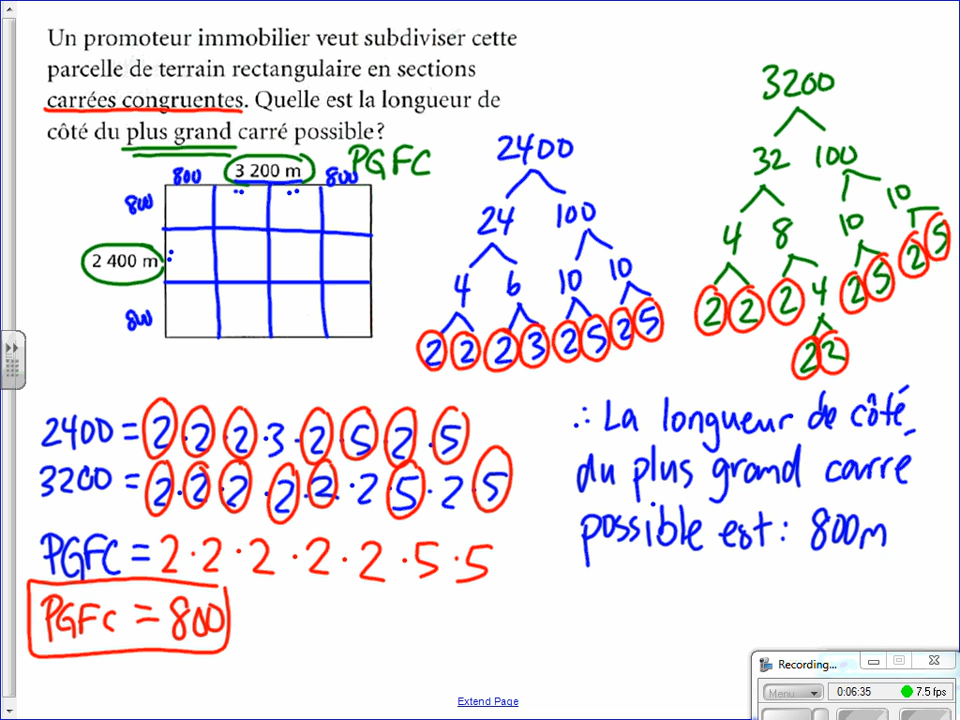 Un promoteur immobilier veut subdiviser cette
parcelle de terrain rectangulaire en sections
carrées congruentes. Quelle est la longueur de
côté du plus grand carré possible?
PGFC
800 3 200 m 800
800
2 400 m
800
2400
24 100
4 6 10 10
2 2 2 3 2 5 2 5
3200
32 100
4 8 10 10
2 2 2 4 2 5 2 5
2 2
2400 = 2·2·2·3·2·5·2·5
3200 = 2·2·2·2·2·2·5·2·5
PGFC = 2·2·2·2·2·5·5
PGFC = 800
∴ La longueur de côté
du plus grand carré
possible est : 800m
Extend Page
Recording...
Menu
0:06:35 7.5 fps